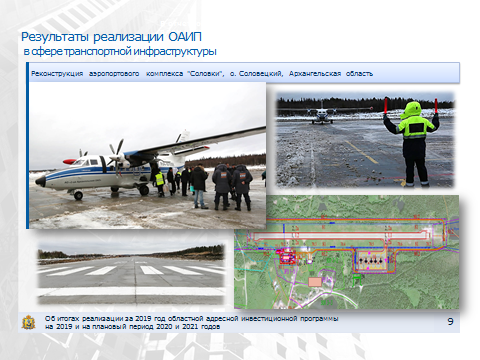 Результаты реализации ОАИП
в сфере транспортной инфраструктуры
Реконструкция аэропортового комплекса "Соловки", о. Соловецкий, Архангельская область
Об итогах реализации за 2019 год областной адресной инвестиционной программы
на 2019 и на плановый период 2020 и 2021 годов
9